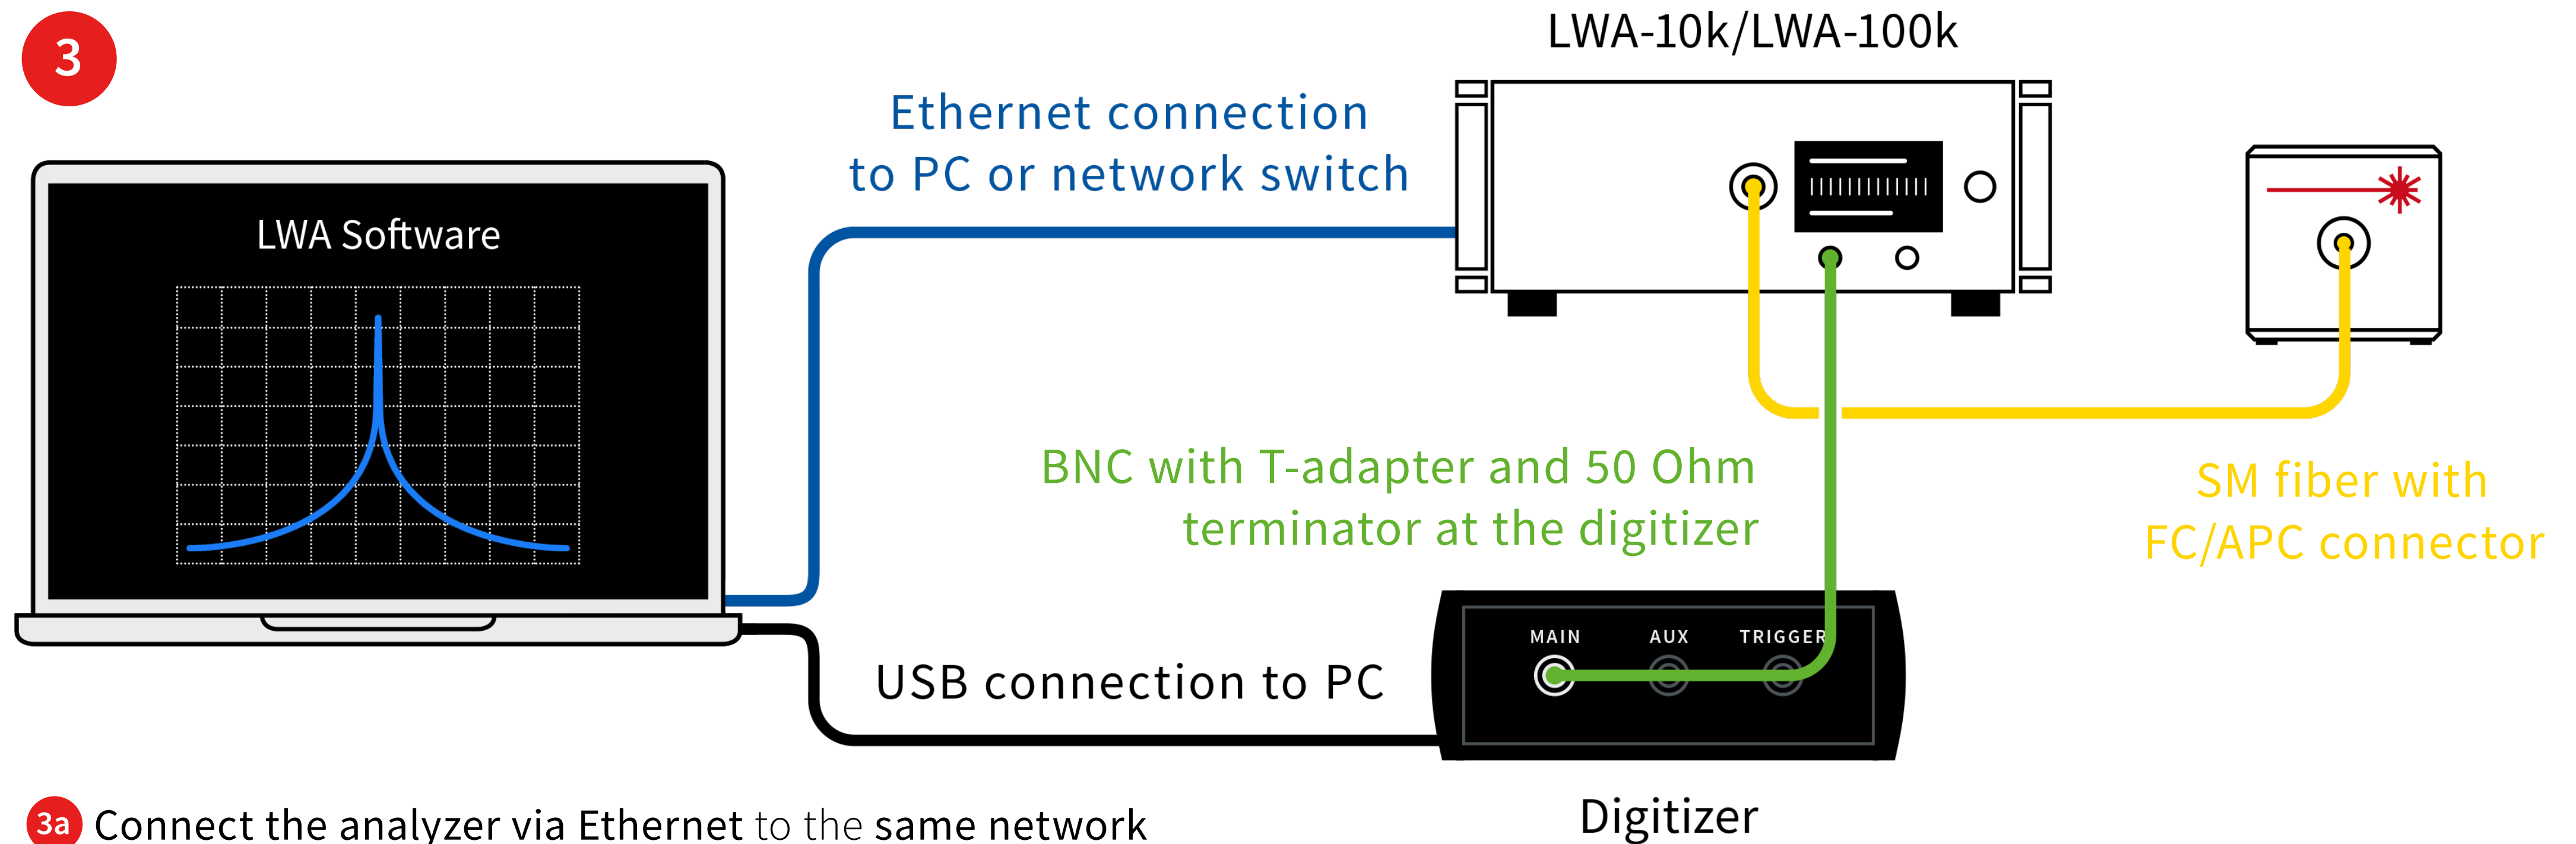 3
LWA-10k/LWA-100k
Ethernet connection
to PC or network switch
LWA Software
BNC with T-adapter and 50 Ohm
terminator at the digitizer
SM fiber with
FC/APC connector
MAIN AUX TRIGGER
USB connection to PC
Digitizer
3a Connect the analyzer via Ethernet to the same network